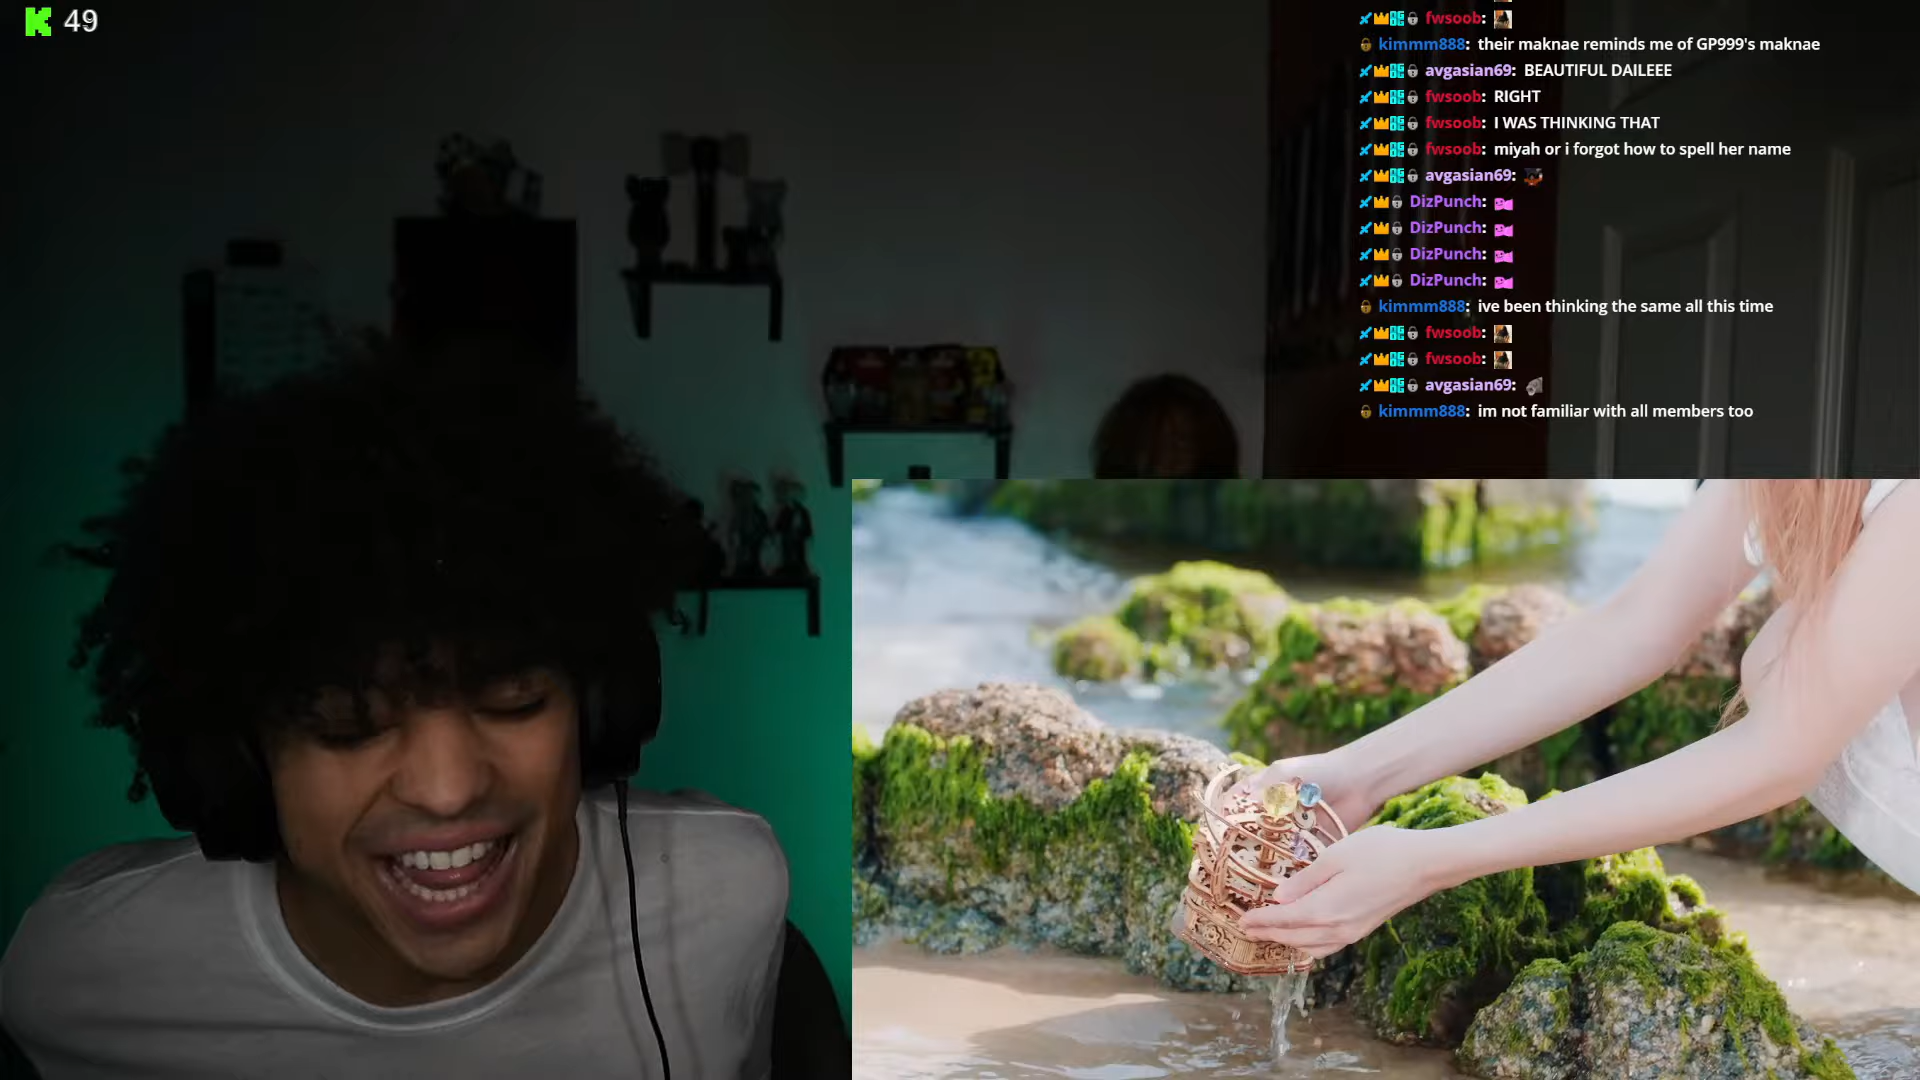 K 49
fwsoob:
kimmm888: their maknae reminds me of GP999's maknae
avgasian69: BEAUTIFUL DAILEEE
fwsoob: RIGHT
fwsoob: I WAS THINKING THAT
fwsoob: miyah or i forgot how to spell her name
avgasian69:
DizPunch:
DizPunch:
DizPunch:
DizPunch:
kimmm888: ive been thinking the same all this time
fwsoob:
fwsoob:
avgasian69:
kimmm888: im not familiar with all members too